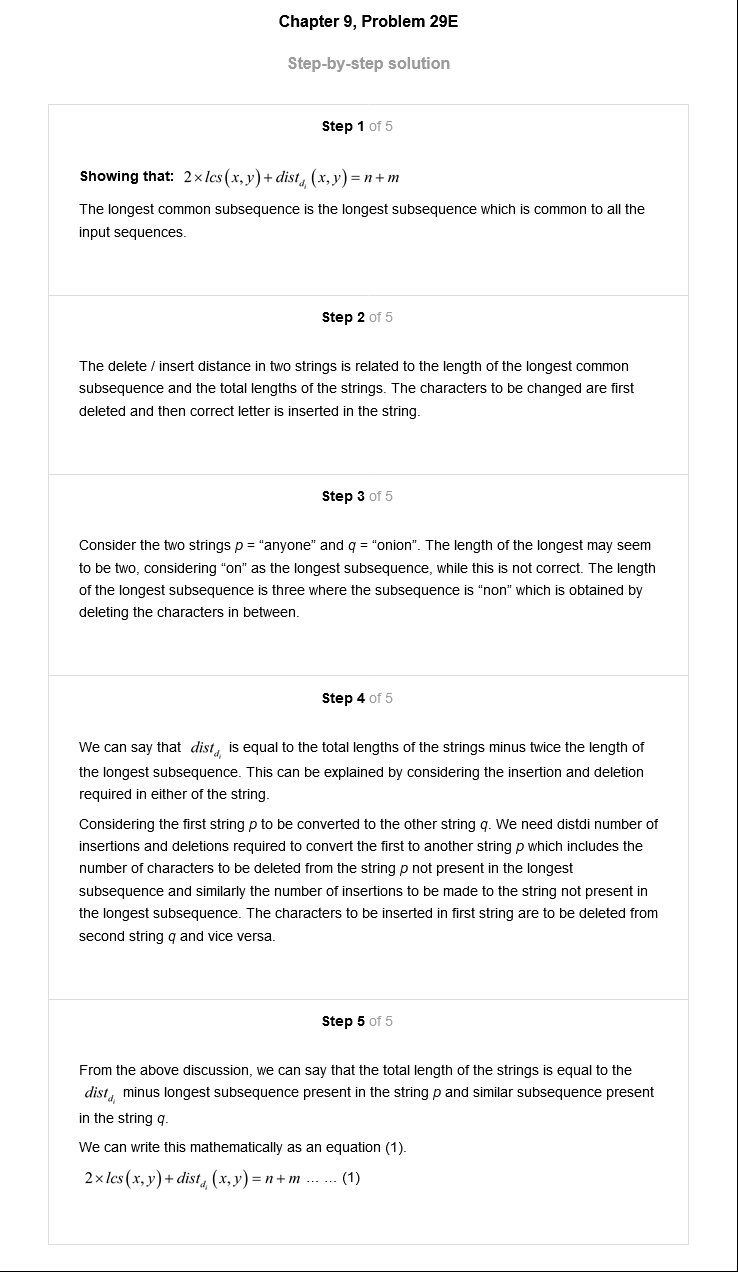 Chapter 9, Problem 29E
Step-by-step solution
Step 1 of 5
Showing that: 2×lcs(x,y)+dist_{d_i}(x,y)=n+m
The longest common subsequence is the longest subsequence which is common to all the
input sequences.
Step 2 of 5
The delete / insert distance in two strings is related to the length of the longest common
subsequence and the total lengths of the strings. The characters to be changed are first
deleted and then correct letter is inserted in the string.
Step 3 of 5
Consider the two strings p = “anyone” and q = “onion”. The length of the longest may seem
to be two, considering “on” as the longest subsequence, while this is not correct. The length
of the longest subsequence is three where the subsequence is “non” which is obtained by
deleting the characters in between.
Step 4 of 5
We can say that dist_{d_i} is equal to the total lengths of the strings minus twice the length of
the longest subsequence. This can be explained by considering the insertion and deletion
required in either of the string.
Considering the first string p to be converted to the other string q. We need distdi number of
insertions and deletions required to convert the first to another string p which includes the
number of characters to be deleted from the string p not present in the longest
subsequence and similarly the number of insertions to be made to the string not present in
the longest subsequence. The characters to be inserted in first string are to be deleted from
second string q and vice versa.
Step 5 of 5
From the above discussion, we can say that the total length of the strings is equal to the
dist_{d_i} minus longest subsequence present in the string p and similar subsequence present
in the string q.
We can write this mathematically as an equation (1).
2×lcs(x,y)+dist_{d_i}(x,y)=n+m ... ... (1)